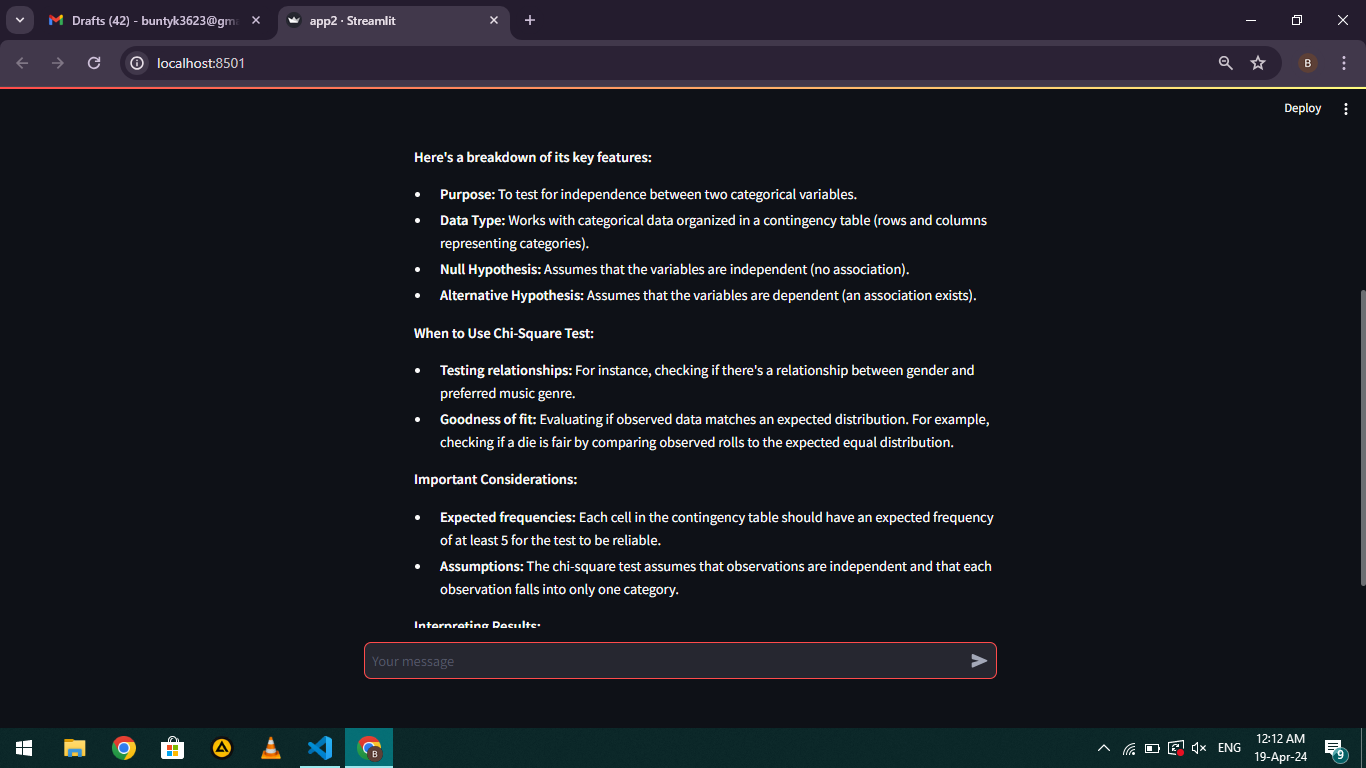 Drafts (42) - buntyk3623@gm
app2 · Streamlit
localhost:8501
B
Deploy
Here's a breakdown of its key features:
• Purpose: To test for independence between two categorical variables.
• Data Type: Works with categorical data organized in a contingency table (rows and columns
representing categories).
• Null Hypothesis: Assumes that the variables are independent (no association).
• Alternative Hypothesis: Assumes that the variables are dependent (an association exists).
When to Use Chi-Square Test:
• Testing relationships: For instance, checking if there's a relationship between gender and
preferred music genre.
• Goodness of fit: Evaluating if observed data matches an expected distribution. For example,
checking if a die is fair by comparing observed rolls to the expected equal distribution.
Important Considerations:
• Expected frequencies: Each cell in the contingency table should have an expected frequency
of at least 5 for the test to be reliable.
• Assumptions: The chi-square test assumes that observations are independent and that each
observation falls into only one category.
Interpreting Results:
Your message
B
ENG
12:12 AM
19-Apr-24
9